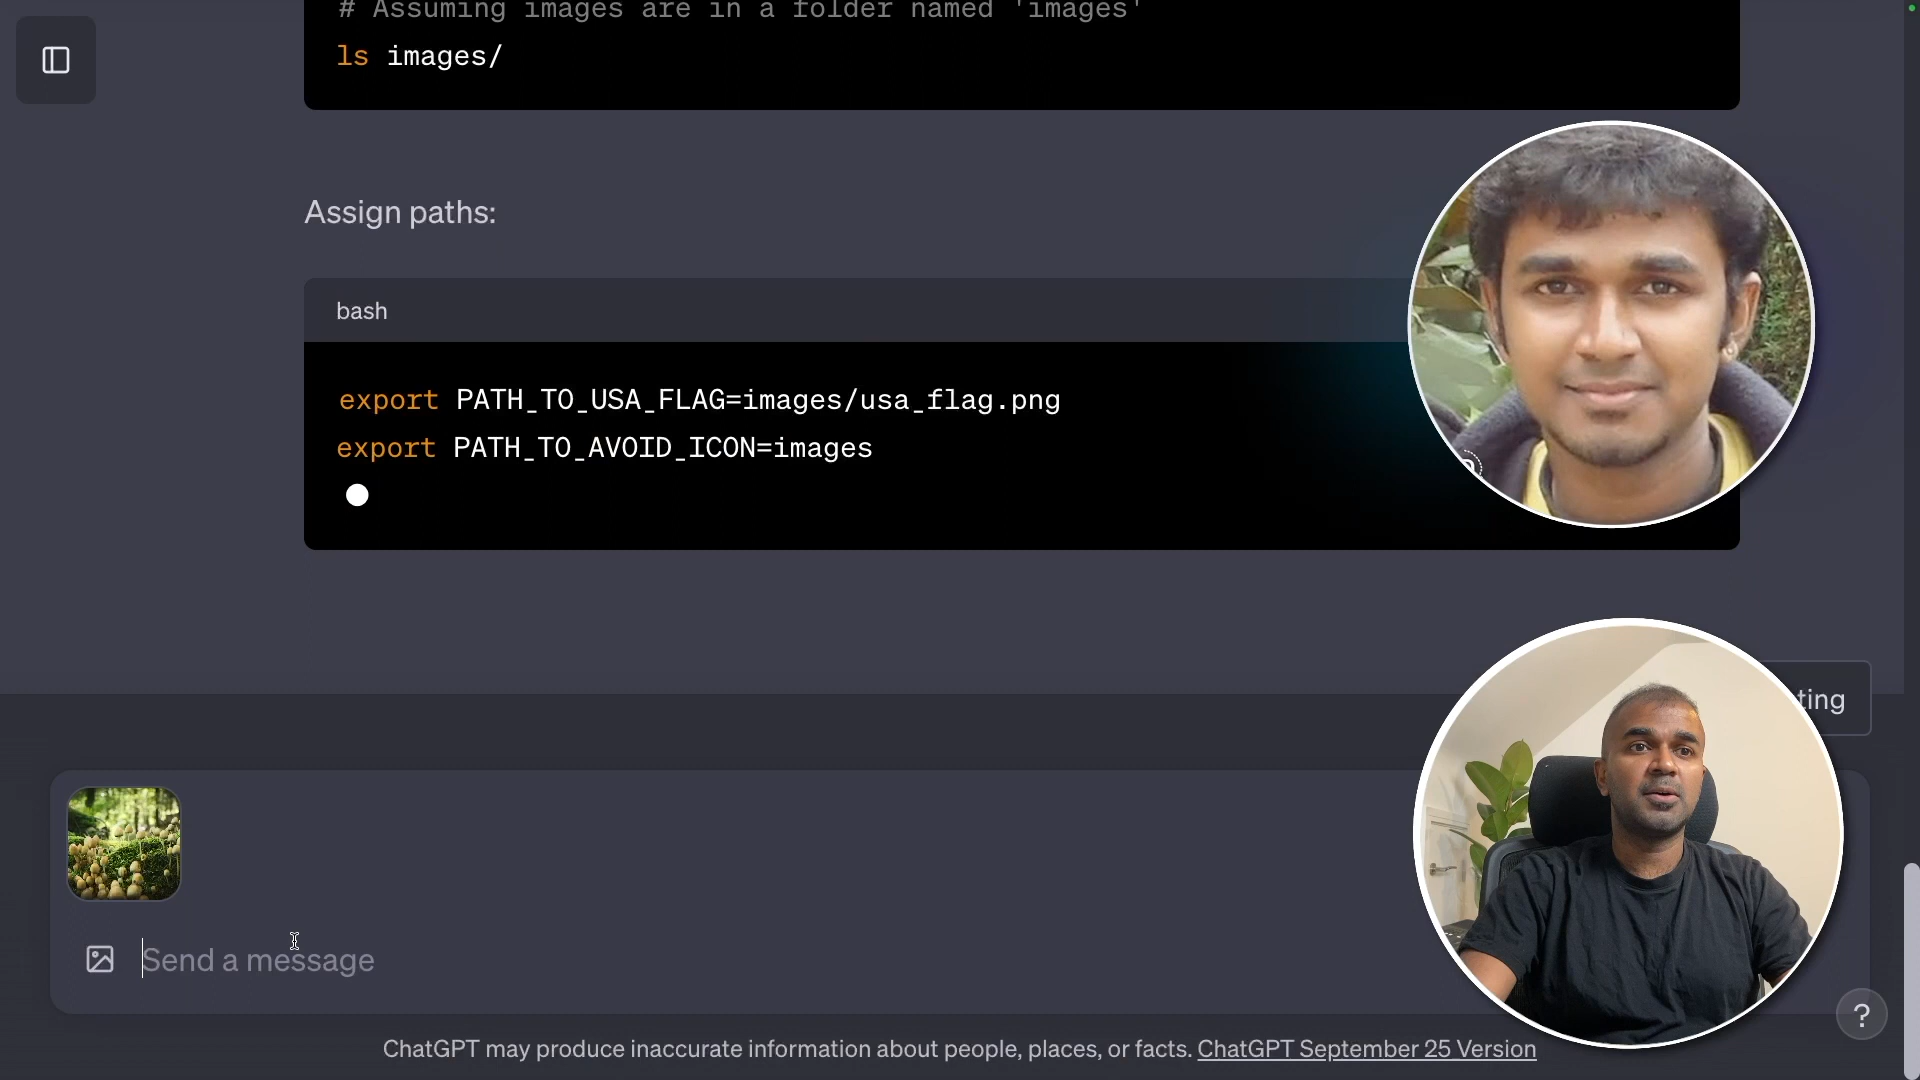 # Assuming images are in a folder named 'images'
ls images/
Assign paths:
bash
export PATH_TO_USA_FLAG=images/usa_flag.png
export PATH_TO_AVOID_ICON=images
ting
Send a message
?
ChatGPT may produce inaccurate information about people, places, or facts. ChatGPT September 25 Version